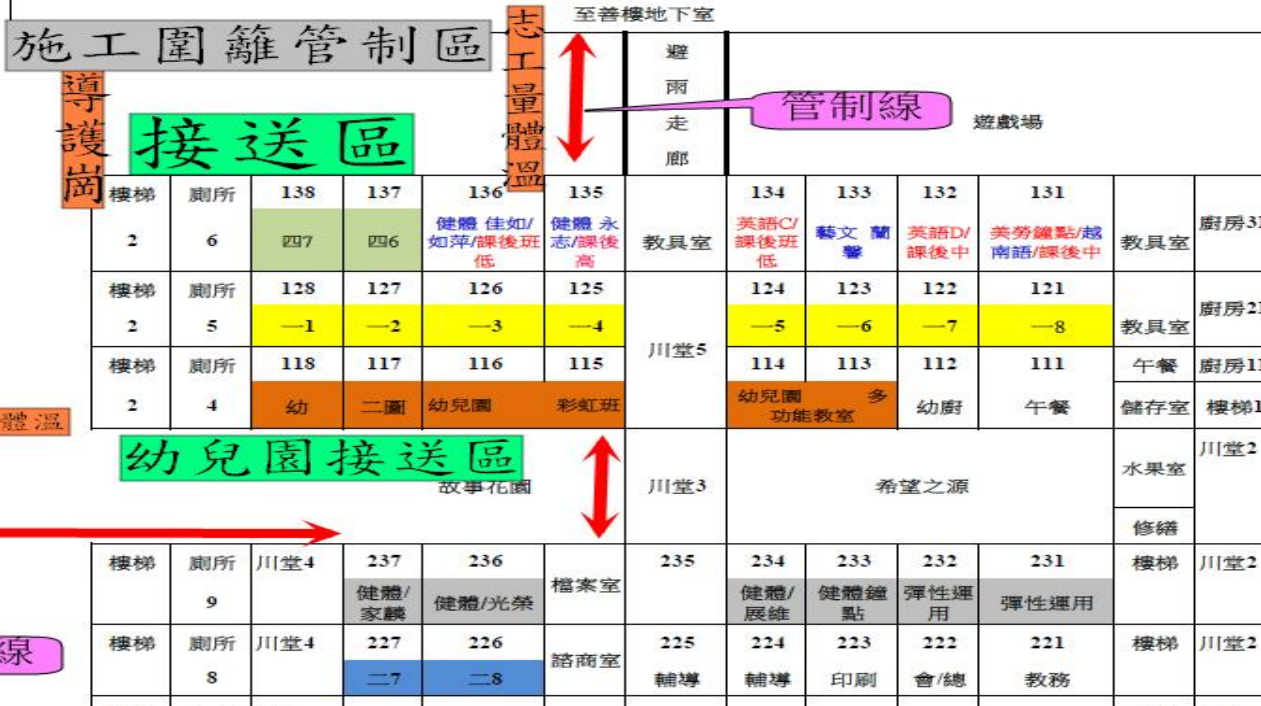 至善樓地下室
施工圍籬管制區
志工量體溫
避雨走廊
管制線
遊戲場
導護崗
接送區
樓梯 廁所 138 137 136 135 134 133 132 131
2 6 四7 四6 健體 佳如/如萍/課後班低 健體 永志/課後高 教具室 英語C/課後班低 藝文 蘭馨 英語D/課後中 美勞鐘點/越南語/課後中 教具室 廚房3
樓梯 廁所 128 127 126 125 124 123 122 121
2 5 一1 一2 一3 一4 川堂5 一5 一6 一7 一8 教具室 廚房2
樓梯 廁所 118 117 116 115 114 113 112 111 午餐 廚房1
2 4 幼 二圖 幼兒園 彩虹班 幼兒園 多功能教室 幼廚 午餐 儲存室 樓梯1
體溫
幼兒園接送區
故事花園 川堂3 希望之源 水果室 川堂2
修繕
樓梯 廁所 川堂4 237 236 檔案室 235 234 233 232 231 樓梯 川堂2
9 健體/家麟 健體/光榮 健體/展維 健體鐘點 彈性運用 彈性運用
線
樓梯 廁所 川堂4 227 226 諮商室 225 224 223 222 221 樓梯 川堂2
8 二7 二8 輔導 輔導 印刷 會/總 教務